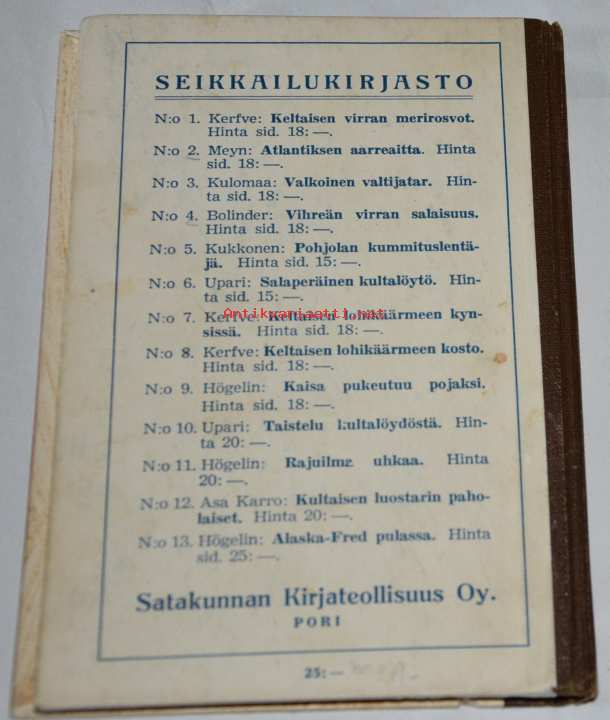 SEIKKAILUKIRJASTO
N:o 1. Kerfve: Keltaisen virran merirosvot.
Hinta sid. 18: —.
N:o 2. Meyn: Atlantiksen aarreaitta. Hinta
sid. 18: —.
N:o 3. Kulomaa: Valkoinen valtijatar. Hin-
ta sid. 18: —.
N:o 4. Bolinder: Vihreän virran salaisuus.
Hinta sid. 18: —.
N:o 5. Kukkonen: Pohjolan kummituslentä-
jä. Hinta sid. 15: —.
N:o 6. Upari: Salaperäinen kultalöytö. Hin-
ta sid. 15: —.
Antikvariaatti.net
N:o 7. Kerfve: Keltaisen lohikäärmeen kyn-
sissä. Hinta sid. 18: —.
N:o 8. Kerfve: Keltaisen lohikäärmeen kosto.
Hinta sid. 18: —.
N:o 9. Högelin: Kaisa pukeutuu pojaksi.
Hinta sid. 18: —.
N:o 10. Upari: Taistelu kultalöydöstä. Hin-
ta 20: —.
N:o 11. Högelin: Rajuilma uhkaa. Hinta
20: —.
N:o 12. Asa Karro: Kultaisen luostarin paho-
laiset. Hinta 20: —.
N:o 13. Högelin: Alaska-Fred pulassa. Hinta
sid. 25: —.
Satakunnan Kirjateollisuus Oy.
PORI
25: —